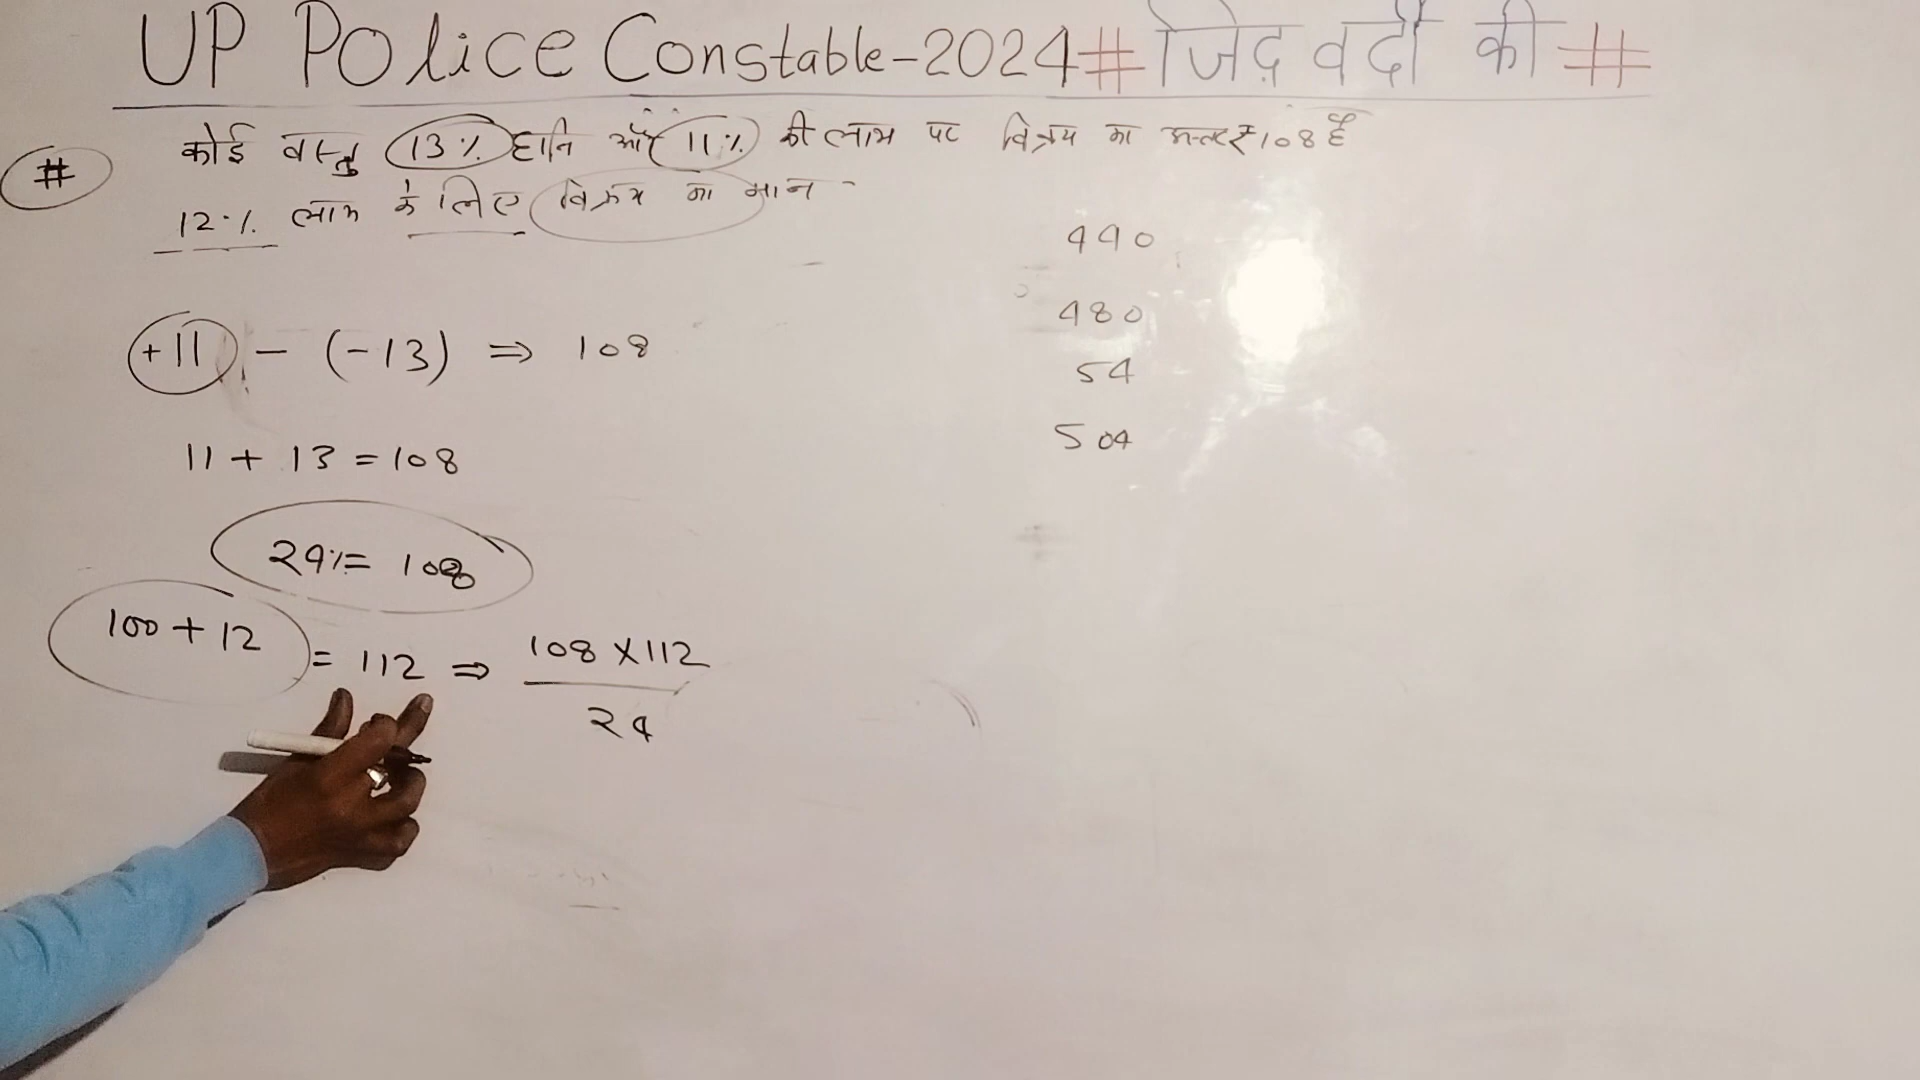 UP Police Constable-2024 # जिद वर्दी की #
# कोई वस्तु 13% हानि और 11% की लाभ पर विक्रय का अन्तर ₹108 है
12% लाभ के लिए विक्रय का मान -
440
480
54
504
+11 - (-13) ⇒ 108
11 + 13 = 108
24% = 108
100 + 12 = 112 ⇒ 108 X 112
24